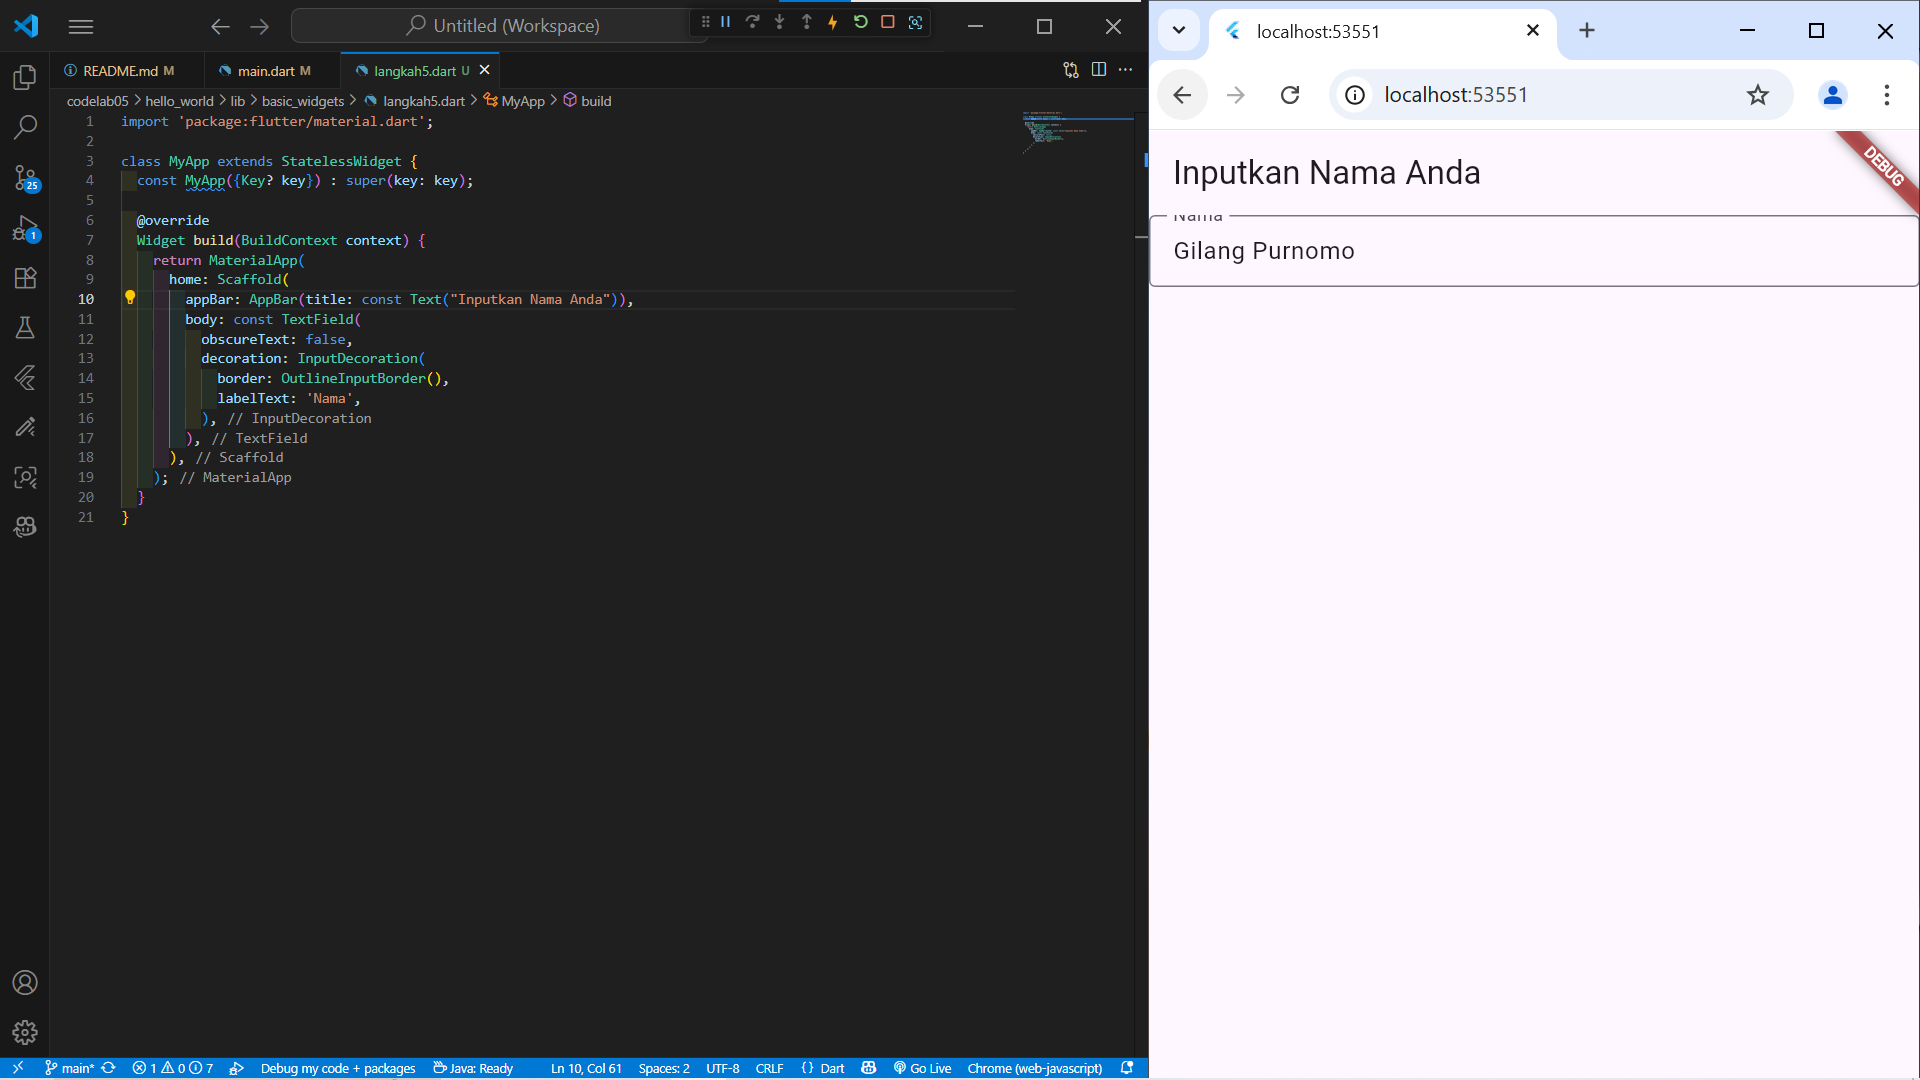 Untitled (Workspace)
README.md M
main.dart M
langkah5.dart U
codelab05 > hello_world > lib > basic_widgets > langkah5.dart > MyApp > build
1 import 'package:flutter/material.dart';
2
3 class MyApp extends StatelessWidget {
4 const MyApp({Key? key}) : super(key: key);
5
6 @override
7 Widget build(BuildContext context) {
8 return MaterialApp(
9 home: Scaffold(
10 appBar: AppBar(title: const Text("Inputkan Nama Anda")),
11 body: const TextField(
12 obscureText: false,
13 decoration: InputDecoration(
14 border: OutlineInputBorder(),
15 labelText: 'Nama',
16 ), // InputDecoration
17 ), // TextField
18 ), // Scaffold
19 ); // MaterialApp
20 }
21 }
25
1
main* 1 0 7 Debug my code + packages Java: Ready Ln 10, Col 61 Spaces: 2 UTF-8 CRLF {} Dart Go Live Chrome (web-javascript)
localhost:53551
localhost:53551
DEBUG
Inputkan Nama Anda
Nama
Gilang Purnomo